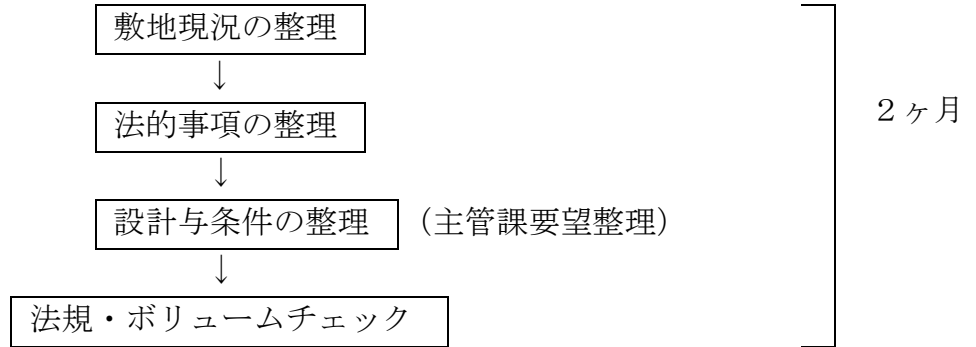 敷地現況の整理
↓
法的事項の整理
２ヶ月
↓
設計与条件の整理 （主管課要望整理）
↓
法規・ボリュームチェック